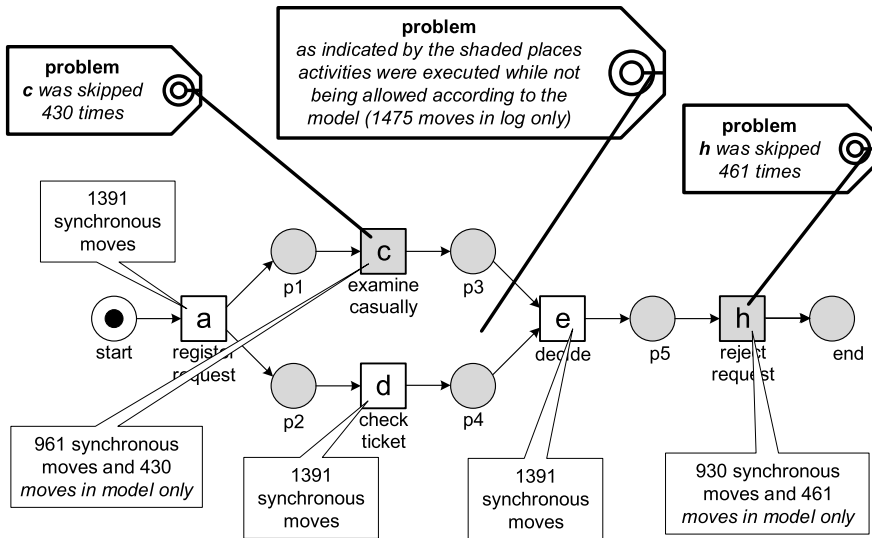 problem
c was skipped
430 times
problem
as indicated by the shaded places
activities were executed while not
being allowed according to the
model (1475 moves in log only)
problem
h was skipped
461 times
1391
synchronous
moves
start
a
register
request
p1
c
examine
casually
p3
p2
d
check
ticket
p4
e
decide
p5
h
reject
request
end
961 synchronous
moves and 430
moves in model only
1391
synchronous
moves
1391
synchronous
moves
930 synchronous
moves and 461
moves in model only